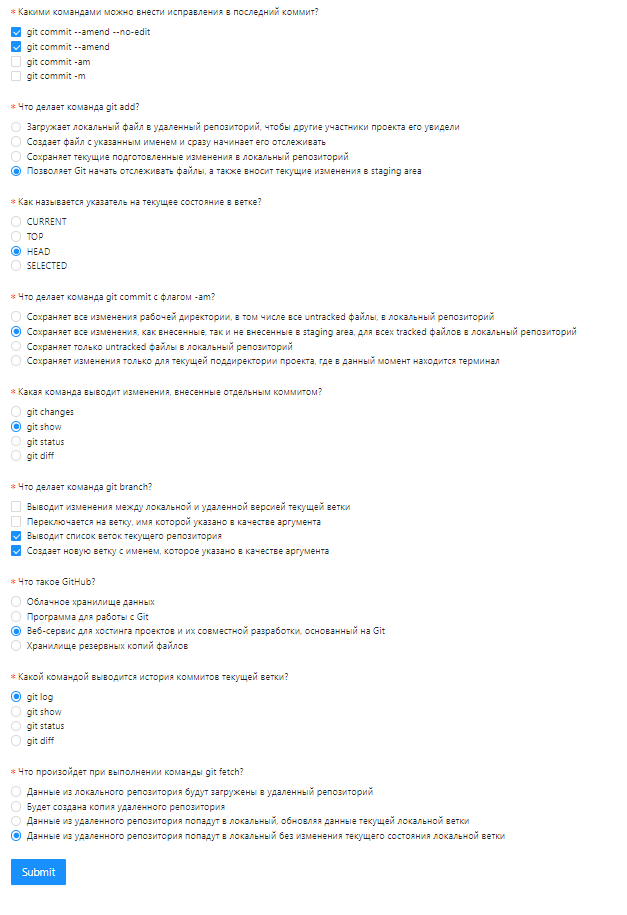 * Какими командами можно внести исправления в последний коммит?
git commit --amend --no-edit
git commit --amend
git commit -am
git commit -m
* Что делает команда git add?
Загружает локальный файл в удаленный репозиторий, чтобы другие участники проекта его увидели
Создает файл с указанным именем и сразу начинает его отслеживать
Сохраняет текущие подготовленные изменения в локальный репозиторий
Позволяет Git начать отслеживать файлы, а также вносит текущие изменения в staging area
* Как называется указатель на текущее состояние в ветке?
CURRENT
TOP
HEAD
SELECTED
* Что делает команда git commit с флагом -am?
Сохраняет все изменения рабочей директории, в том числе все untracked файлы, в локальный репозиторий
Сохраняет все изменения, как внесенные, так и не внесенные в staging area, для всех tracked файлов в локальный репозиторий
Сохраняет только untracked файлы в локальный репозиторий
Сохраняет изменения только для текущей поддиректории проекта, где в данный момент находится терминал
* Какая команда выводит изменения, внесенные отдельным коммитом?
git changes
git show
git status
git diff
* Что делает команда git branch?
Выводит изменения между локальной и удаленной версией текущей ветки
Переключается на ветку, имя которой указано в качестве аргумента
Выводит список веток текущего репозитория
Создает новую ветку с именем, которое указано в качестве аргумента
* Что такое GitHub?
Облачное хранилище данных
Программа для работы с Git
Веб-сервис для хостинга проектов и их совместной разработки, основанный на Git
Хранилище резервных копий файлов
* Какой командой выводится история коммитов текущей ветки?
git log
git show
git status
git diff
* Что произойдет при выполнении команды git fetch?
Данные из локального репозитория будут загружены в удаленный репозиторий
Будет создана копия удаленного репозитория
Данные из удаленного репозитория попадут в локальный, обновляя данные текущей локальной ветки
Данные из удаленного репозитория попадут в локальный без изменения текущего состояния локальной ветки
Submit